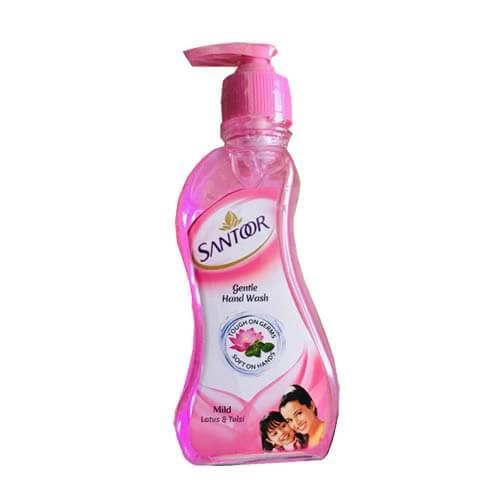 SANTOOR
Gentle
Hand Wash
TOUGH ON GERMS
SOFT ON HANDS
Mild
Lotus & Tulsi